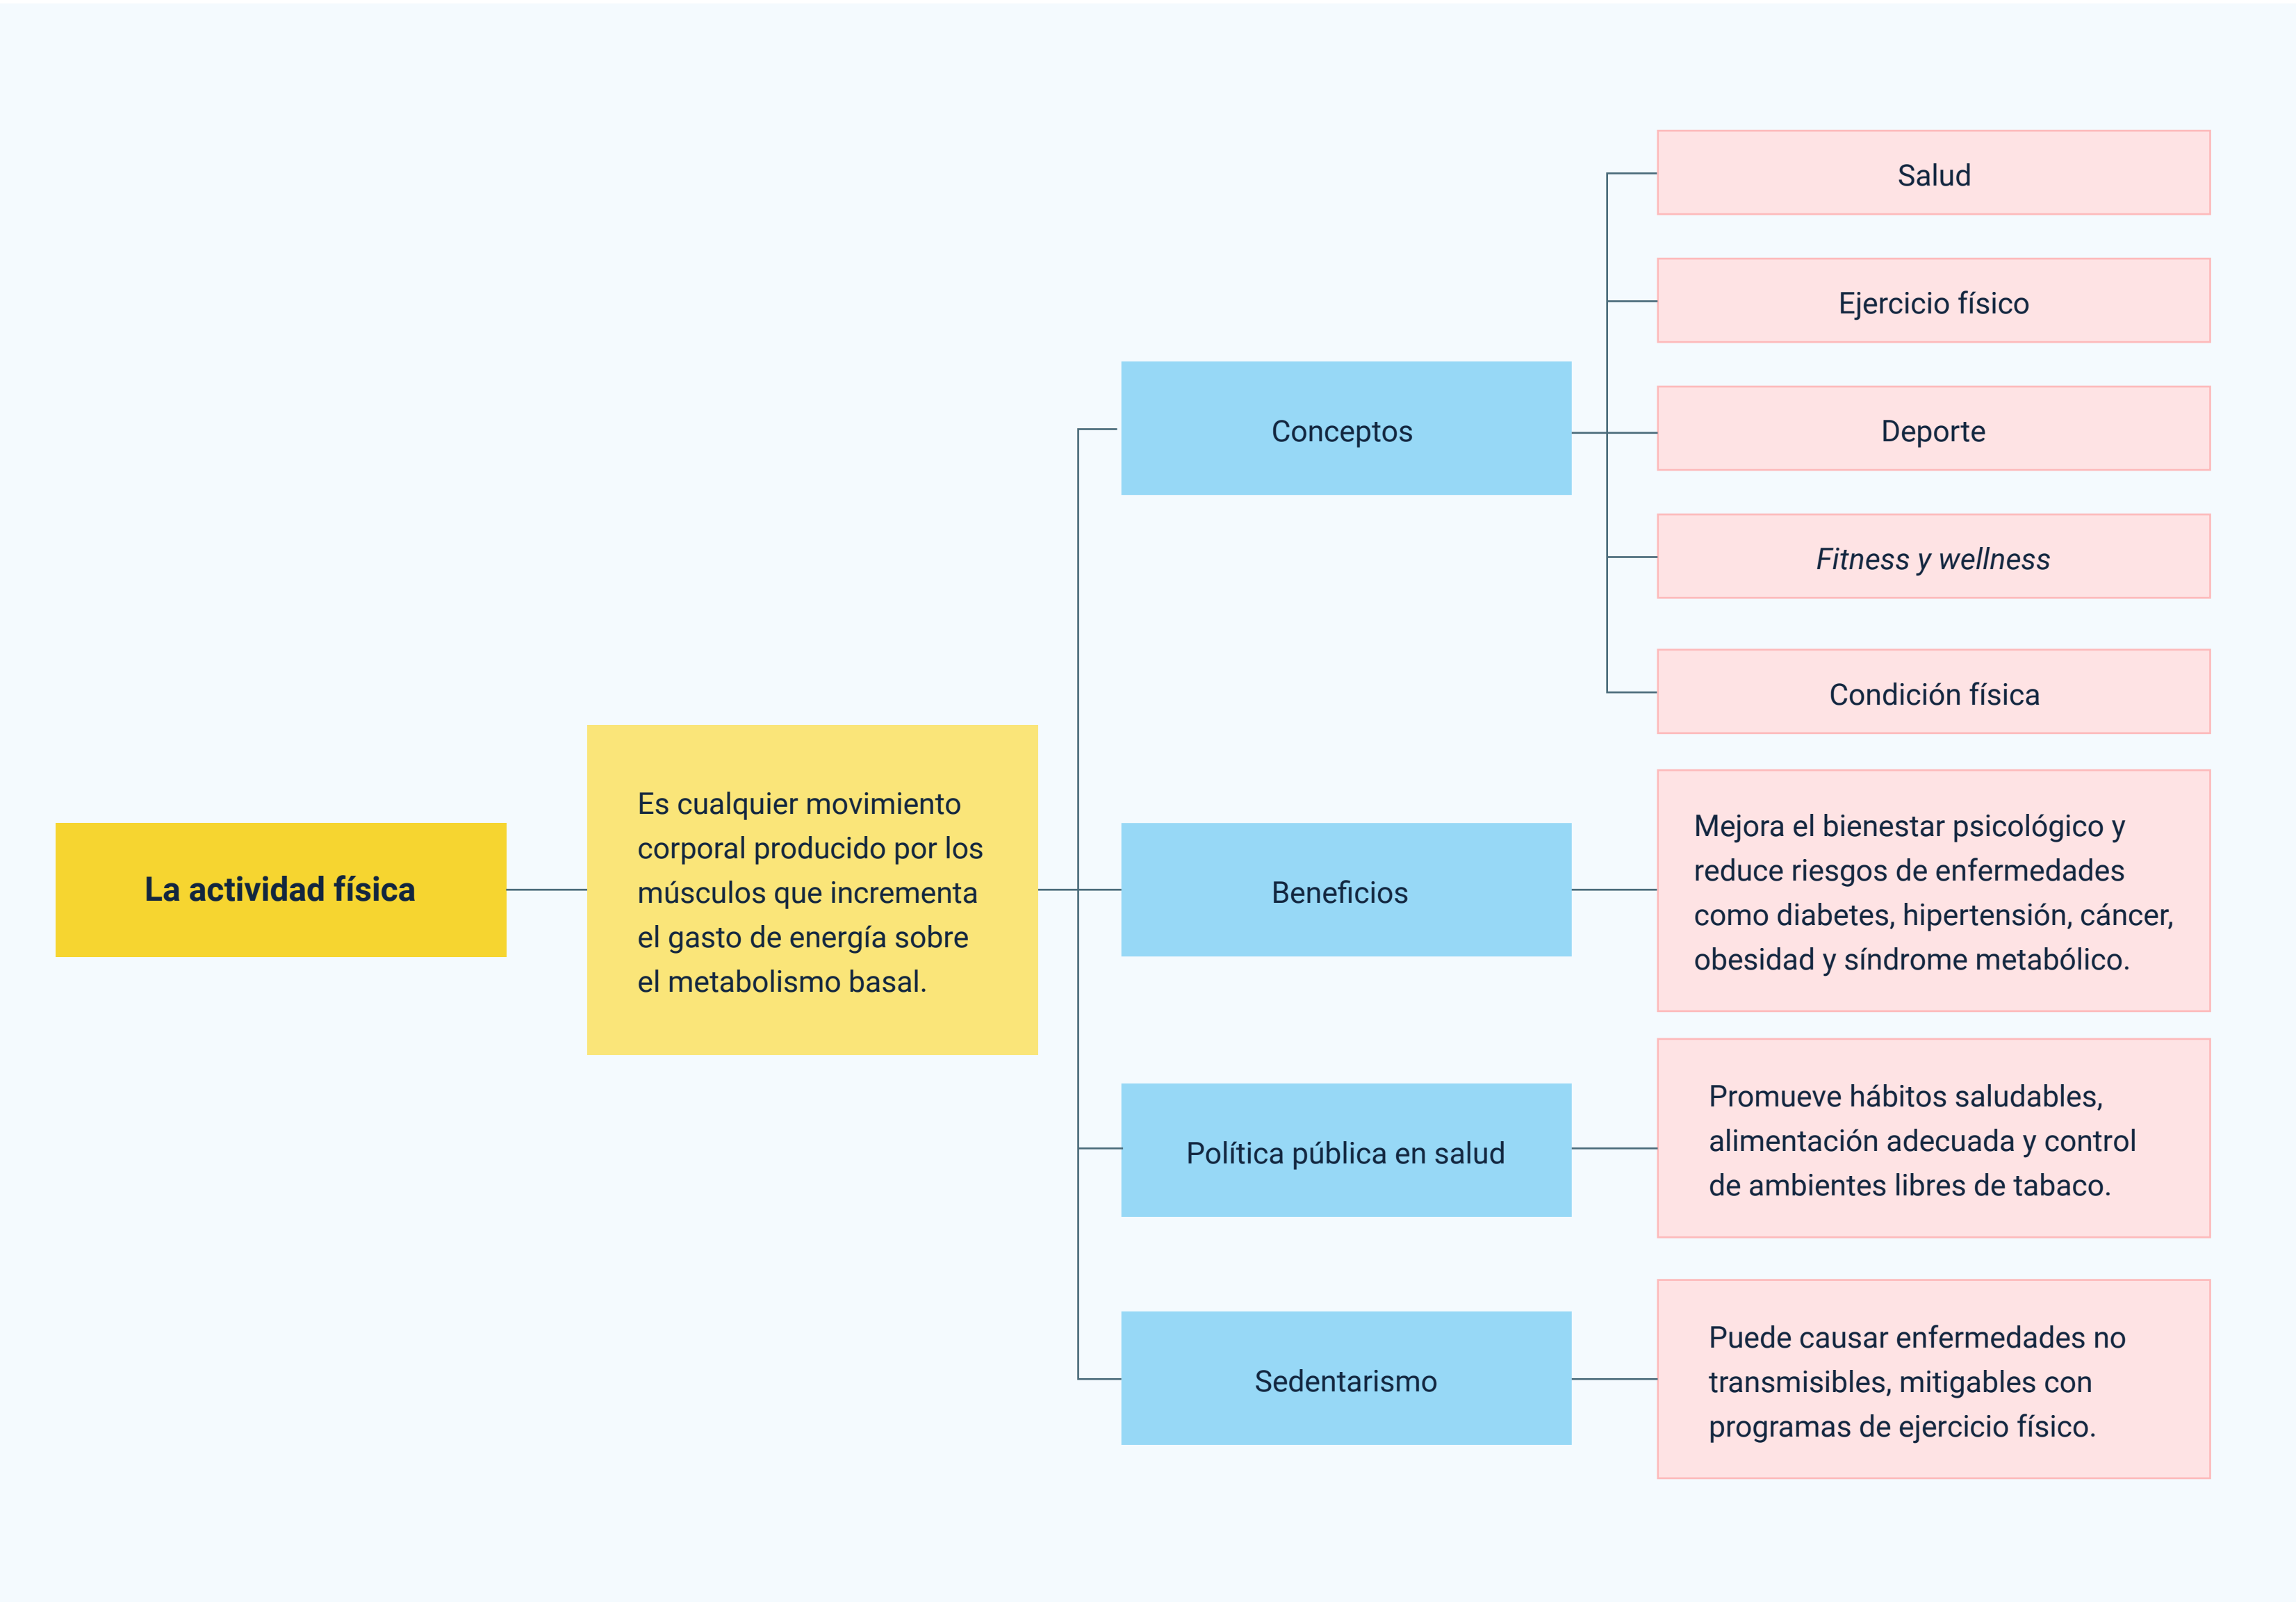 La actividad física
Es cualquier movimiento
corporal producido por los
músculos que incrementa
el gasto de energía sobre
el metabolismo basal.
Conceptos
Salud
Ejercicio físico
Deporte
Fitness y wellness
Condición física
Beneficios
Mejora el bienestar psicológico y
reduce riesgos de enfermedades
como diabetes, hipertensión, cáncer,
obesidad y síndrome metabólico.
Política pública en salud
Promueve hábitos saludables,
alimentación adecuada y control
de ambientes libres de tabaco.
Sedentarismo
Puede causar enfermedades no
transmisibles, mitigables con
programas de ejercicio físico.